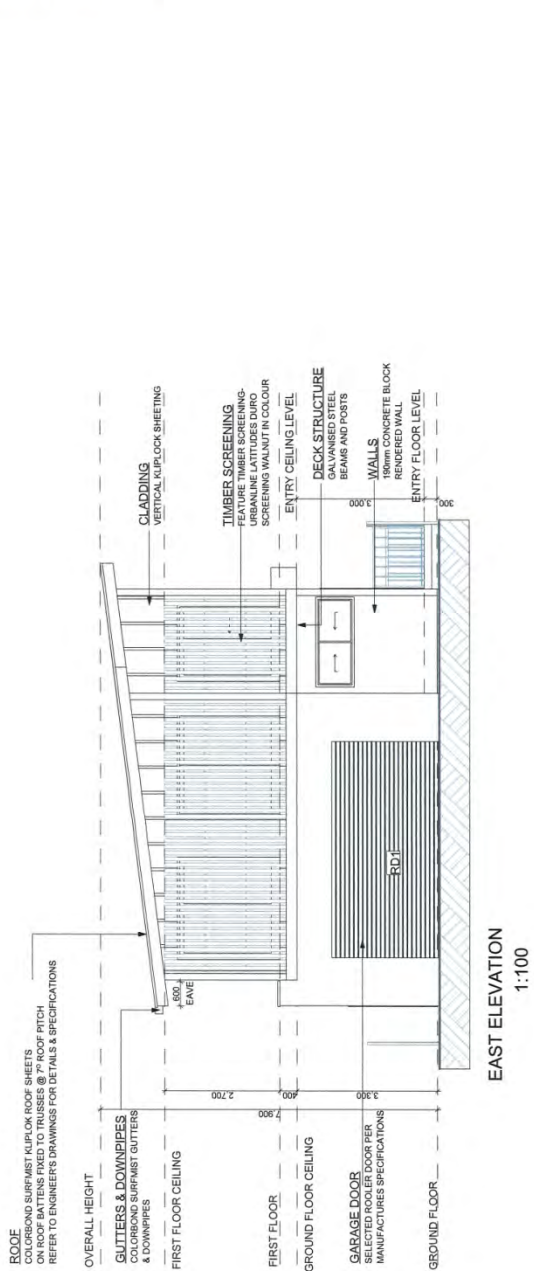 ROOF
COLORBOND SURFMIST KLIPLOK ROOF SHEETS
ON ROOF BATTENS FIXED TO TRUSSES @ 7° ROOF PITCH
REFER TO ENGINEER'S DRAWINGS FOR DETAILS & SPECIFICATIONS
OVERALL HEIGHT
GUTTERS & DOWNPIPES
COLORBOND SURFMIST GUTTERS
& DOWNPIPES
FIRST FLOOR CEILING
FIRST FLOOR
GROUND FLOOR CEILING
GARAGE DOOR
SELECTED ROOLER DOOR PER
MANUFACTURES SPECIFICATIONS
GROUND FLOOR
7,900
2,700
400
3,300
600
EAVE
RD1
CLADDING
VERTICAL KLIPLOCK SHEETING
TIMBER SCREENING
FEATURE TIMBER SCREENING-
URBANLINE LATITUDES DURO
SCREENING WALNUT IN COLOUR
ENTRY CEILING LEVEL
DECK STRUCTURE
GALVANISED STEEL
BEAMS AND POSTS
WALLS
190mm CONCRETE BLOCK
RENDERED WALL
ENTRY FLOOR LEVEL
3,000
300
EAST ELEVATION
1:100